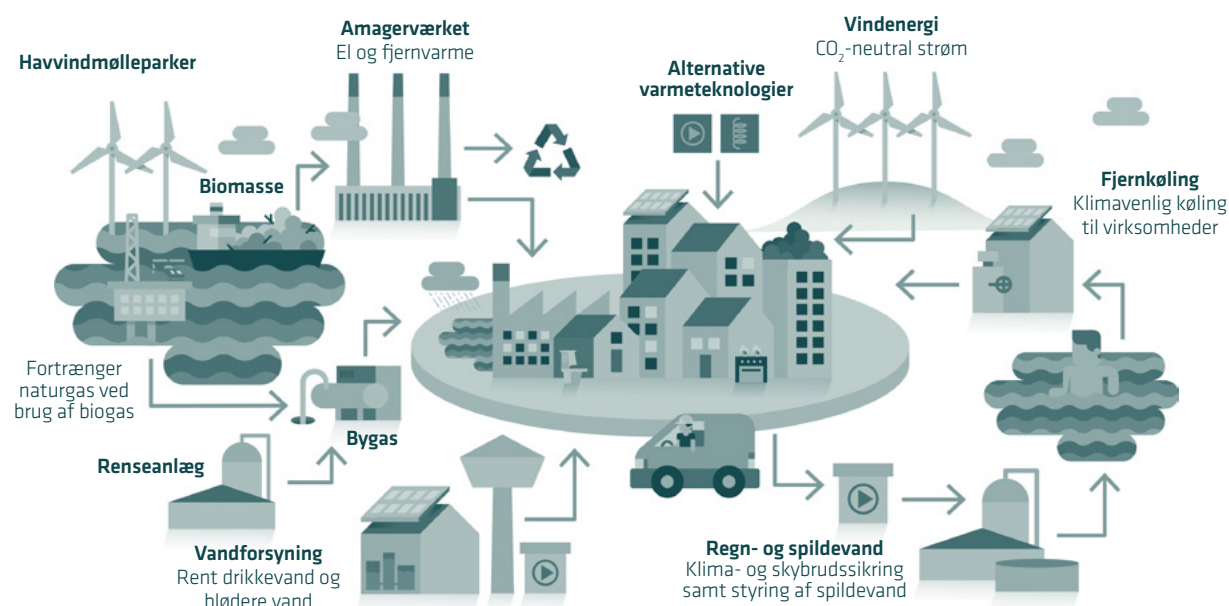 Havvindmølleparker
Amagerværket
El og fjernvarme
Vindenergi
CO₂-neutral strøm
Alternative
varmeteknologier
Biomasse
Fjernkøling
Klimavenlig køling
til virksomheder
Fortrænger
naturgas ved
brug af biogas
Bygas
Renseanlæg
Vandforsyning
Rent drikkevand og
blødere vand
Regn- og spildevand
Klima- og skybrudssikring
samt styring af spildevand